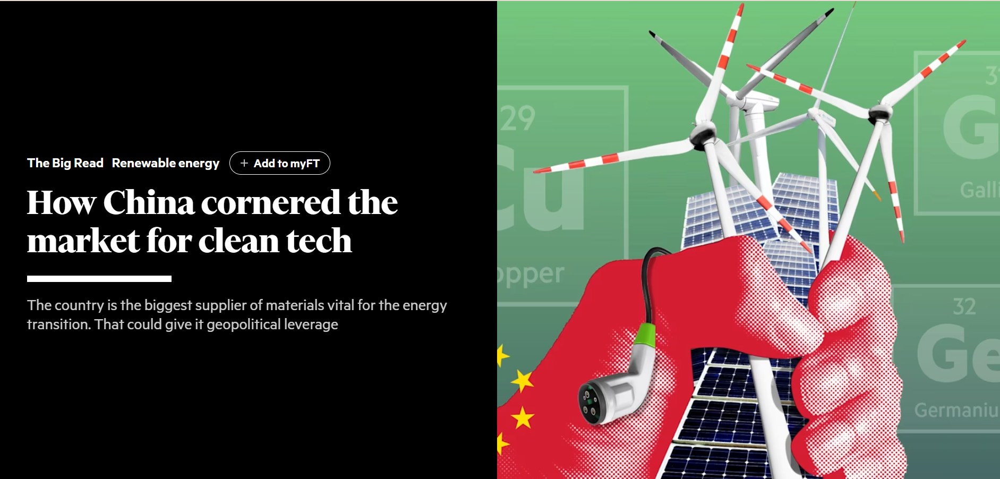 The Big Read Renewable energy + Add to myFT
How China cornered the
market for clean tech
The country is the biggest supplier of materials vital for the energy
transition. That could give it geopolitical leverage
29
Cu
opper
3
G
Galli
32
Ge
Germaniu